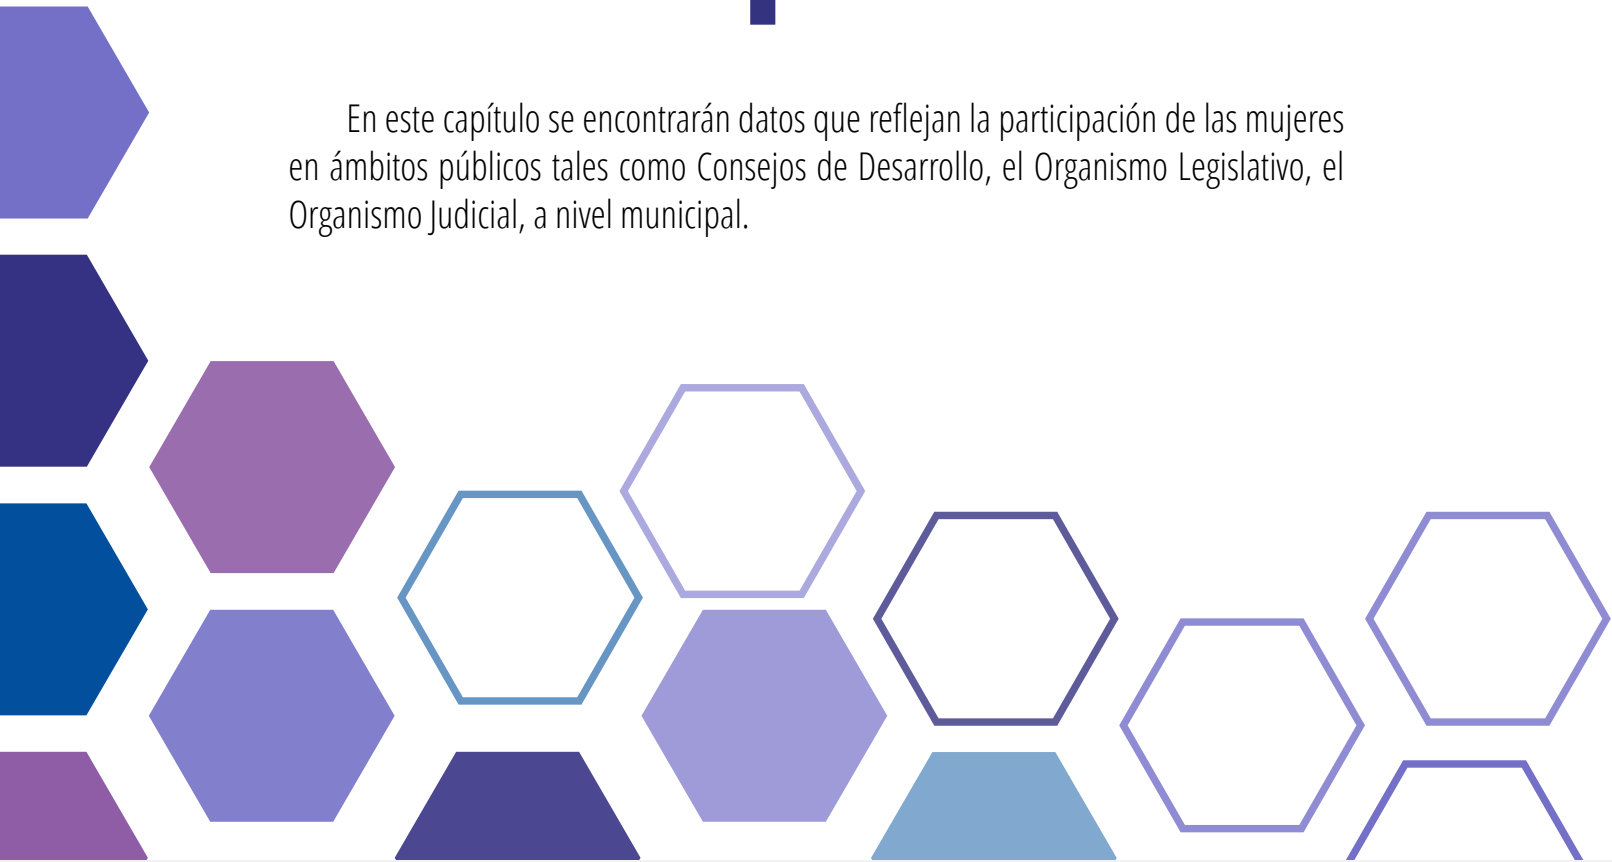 En este capítulo se encontrarán datos que reflejan la participación de las mujeres
en ámbitos públicos tales como Consejos de Desarrollo, el Organismo Legislativo, el
Organismo Judicial, a nivel municipal.